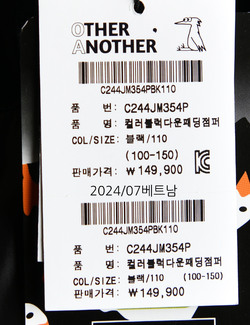 OTHER
ANOTHER
C244JM354PBK110
품 번: C244JM354P
품 명: 컬러블럭다운패딩점퍼
COL/SIZE: 블랙/110
(100-150)
판매가격: ₩149,900
2024/07베트남
C244JM354PBK110
품 번: C244JM354P
품 명: 컬러블럭다운패딩점퍼
COL/SIZE: 블랙/110 (100-150)
판매가격: ₩149,900